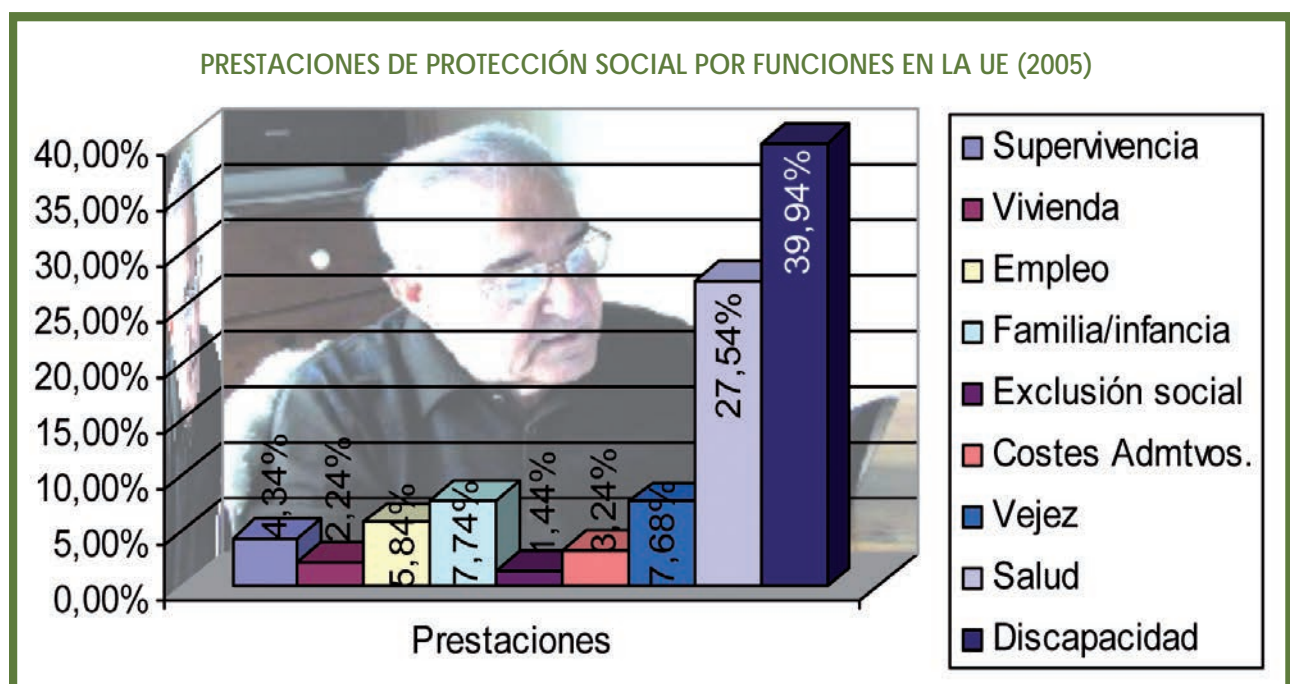 PRESTACIONES DE PROTECCIÓN SOCIAL POR FUNCIONES EN LA UE (2005)
40,00%
35,00%
30,00%
25,00%
20,00%
15,00%
10,00%
5,00%
0,00%
4,34%
2,24%
5,84%
7,74%
1,44%
3,24%
7,68%
27,54%
39,94%
Prestaciones
Supervivencia
Vivienda
Empleo
Familia/infancia
Exclusión social
Costes Admtvos.
Vejez
Salud
Discapacidad